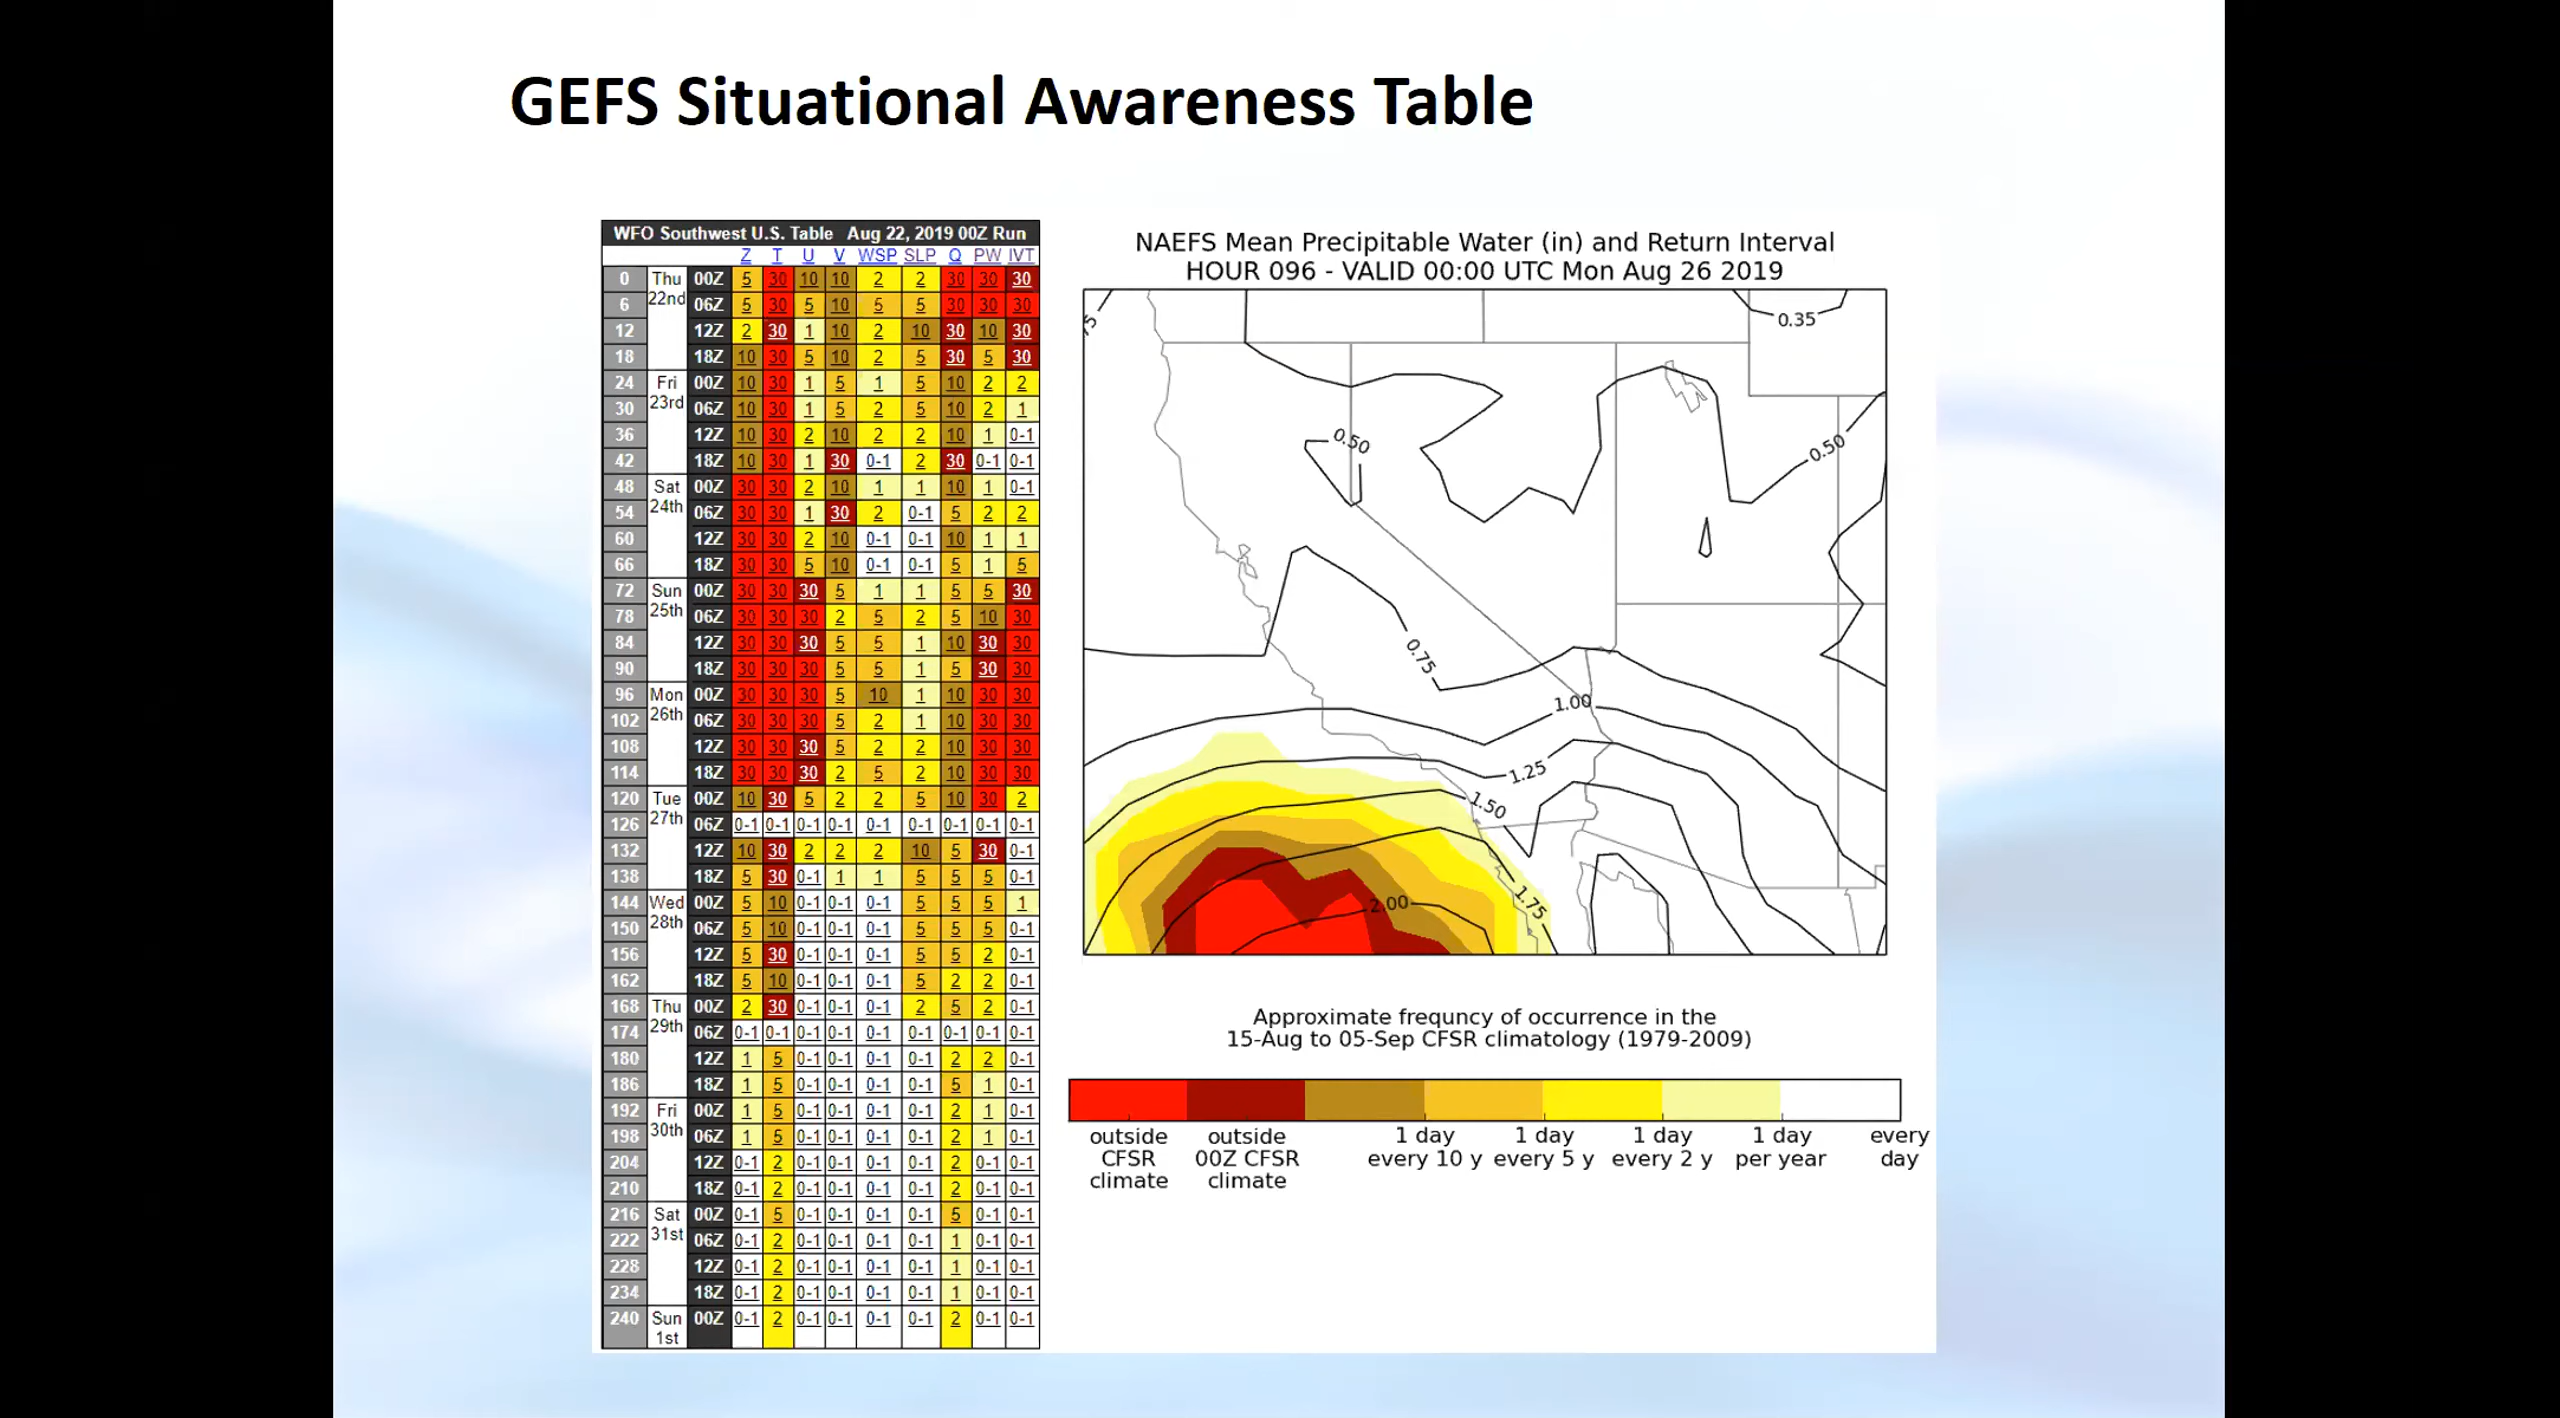 GEFS Situational Awareness Table
WFO Southwest U.S. Table Aug 22, 2019 00Z Run
Z T U V WSP SLP Q PW IVT
0 Thu 00Z 5 30 10 10 2 2 30 30 30
6 22nd 06Z 5 30 5 10 5 5 30 30 30
12 12Z 2 30 1 10 2 10 30 10 30
18 18Z 10 30 5 10 2 5 30 5 30
24 Fri 00Z 10 30 1 5 1 5 10 2 2
30 23rd 06Z 10 30 1 5 2 5 10 2 1
36 12Z 10 30 2 10 2 2 10 1 0-1
42 18Z 10 30 1 30 0-1 2 30 0-1 0-1
48 Sat 00Z 30 30 2 10 1 1 10 1 0-1
54 24th 06Z 30 30 1 30 2 0-1 5 2 2
60 12Z 30 30 2 10 0-1 0-1 10 1 1
66 18Z 30 30 5 10 0-1 0-1 5 1 5
72 Sun 00Z 30 30 30 5 1 1 5 5 30
78 25th 06Z 30 30 30 2 5 2 5 10 30
84 12Z 30 30 30 5 5 1 10 30 30
90 18Z 30 30 30 5 5 1 5 30 30
96 Mon 00Z 30 30 30 5 10 1 10 30 30
102 26th 06Z 30 30 30 5 2 1 10 30 30
108 12Z 30 30 30 5 2 2 10 30 30
114 18Z 30 30 30 2 5 2 10 30 30
120 Tue 00Z 10 30 5 2 2 5 10 30 2
126 27th 06Z 0-1 0-1 0-1 0-1 0-1 0-1 0-1 0-1 0-1
132 12Z 10 30 2 2 2 10 5 30 0-1
138 18Z 5 30 0-1 1 1 5 5 5 0-1
144 Wed 00Z 5 10 0-1 0-1 0-1 5 5 5 1
150 28th 06Z 5 10 0-1 0-1 0-1 5 5 5 0-1
156 12Z 5 30 0-1 0-1 0-1 5 5 2 0-1
162 18Z 5 10 0-1 0-1 0-1 5 2 2 0-1
168 Thu 00Z 2 30 0-1 0-1 0-1 2 5 2 0-1
174 29th 06Z 0-1 0-1 0-1 0-1 0-1 0-1 0-1 0-1 0-1
180 12Z 1 5 0-1 0-1 0-1 0-1 2 2 0-1
186 18Z 1 5 0-1 0-1 0-1 0-1 5 1 0-1
192 Fri 00Z 1 5 0-1 0-1 0-1 0-1 2 1 0-1
198 30th 06Z 1 5 0-1 0-1 0-1 0-1 2 1 0-1
204 12Z 0-1 2 0-1 0-1 0-1 0-1 2 0-1 0-1
210 18Z 0-1 2 0-1 0-1 0-1 0-1 2 0-1 0-1
216 Sat 00Z 0-1 5 0-1 0-1 0-1 0-1 5 0-1 0-1
222 31st 06Z 0-1 2 0-1 0-1 0-1 0-1 1 0-1 0-1
228 12Z 0-1 2 0-1 0-1 0-1 0-1 1 0-1 0-1
234 18Z 0-1 2 0-1 0-1 0-1 0-1 1 0-1 0-1
240 Sun 00Z 0-1 2 0-1 0-1 0-1 0-1 2 0-1 0-1
1st
NAEFS Mean Precipitable Water (in) and Return Interval
HOUR 096 - VALID 00:00 UTC Mon Aug 26 2019
0.35
0.50
0.50
0.75
1.00
1.25
1.50
1.75
2.00
Approximate frequncy of occurrence in the
15-Aug to 05-Sep CFSR climatology (1979-2009)
outside outside 1 day 1 day 1 day 1 day every
CFSR 00Z CFSR every 10 y every 5 y every 2 y per year day
climate climate